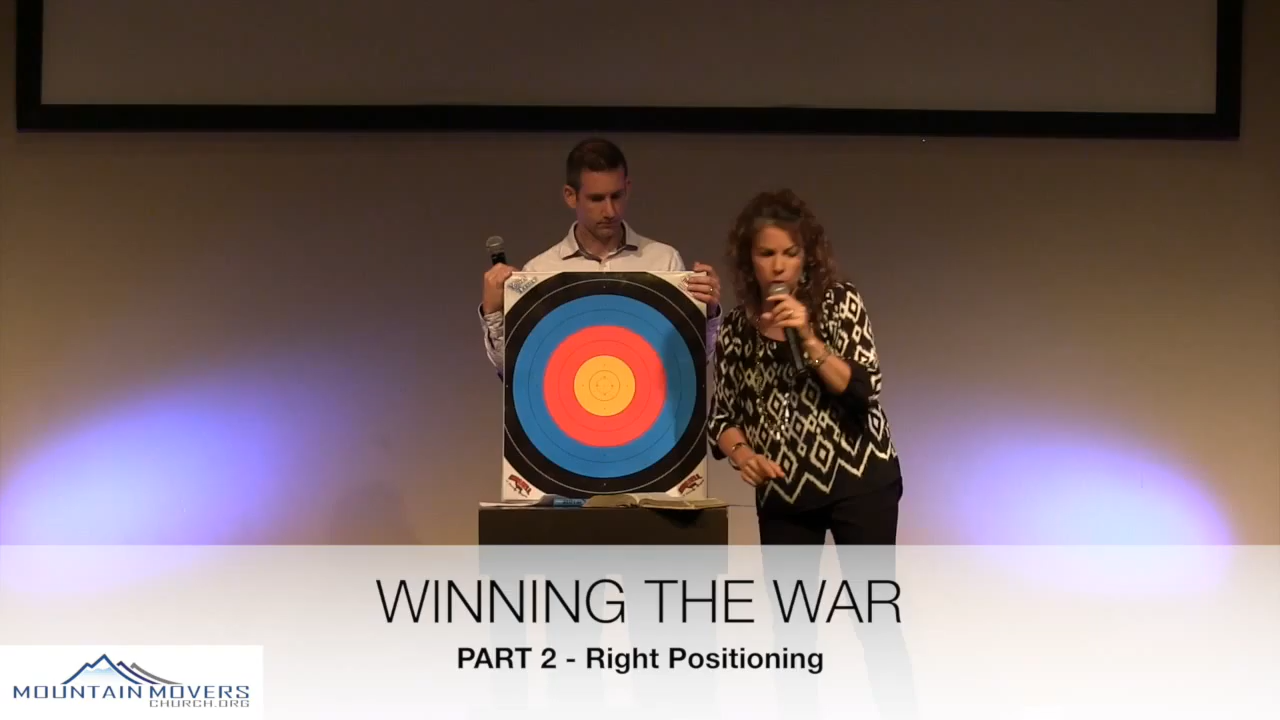 WINNING THE WAR
PART 2 - Right Positioning
MOUNTAIN MOVERS
CHURCH.ORG